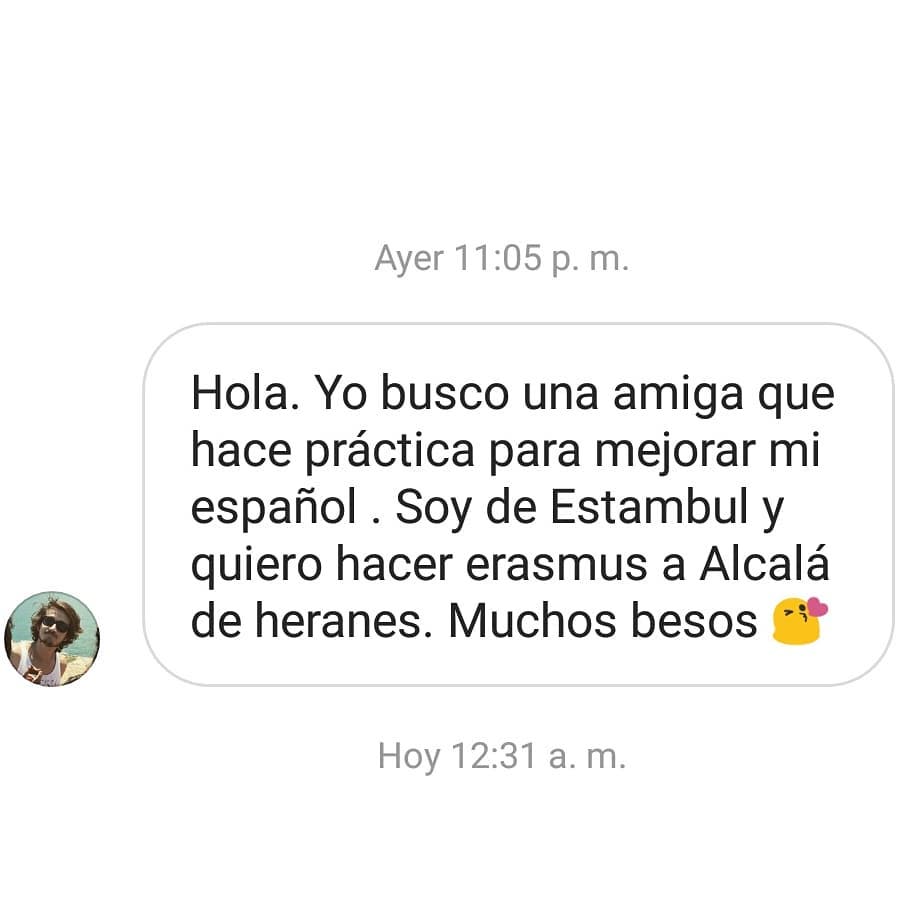 Ayer 11:05 p. m.
Hola. Yo busco una amiga que
hace práctica para mejorar mi
español . Soy de Estambul y
quiero hacer erasmus a Alcalá
de heranes. Muchos besos 😘
Hoy 12:31 a. m.